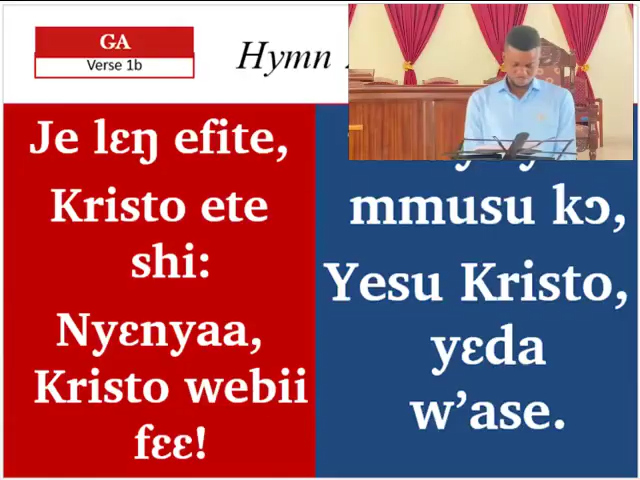 GA
Verse 1b
Hymn
Je lɛŋ efite,
Kristo ete
shi:
Nyɛnyaa,
Kristo webii
fɛɛ!
mmusu kɔ,
Yesu Kristo,
yɛda
w’ase.